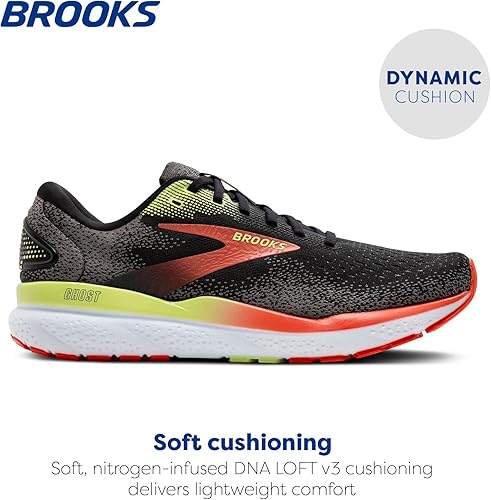 BROOKS
DYNAMIC
CUSHION
BROOKS
GHOST
Soft cushioning
Soft, nitrogen-infused DNA LOFT v3 cushioning
delivers lightweight comfort